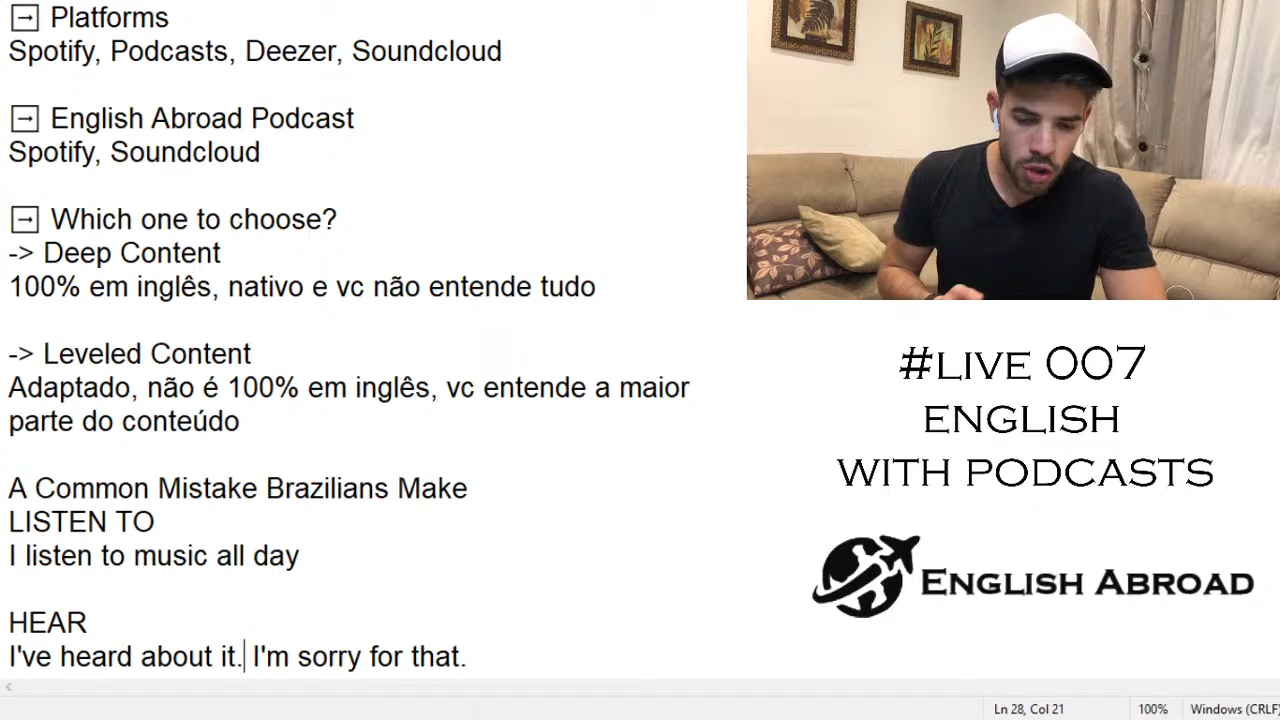 → Platforms
Spotify, Podcasts, Deezer, Soundcloud
→ English Abroad Podcast
Spotify, Soundcloud
→ Which one to choose?
-> Deep Content
100% em inglês, nativo e vc não entende tudo
-> Leveled Content
Adaptado, não é 100% em inglês, vc entende a maior
parte do conteúdo
A Common Mistake Brazilians Make
LISTEN TO
I listen to music all day
HEAR
I've heard about it. I'm sorry for that.
#LIVE 007
ENGLISH
WITH PODCASTS
ENGLISH ABROAD
Ln 28, Col 21
100%
Windows (CRLF